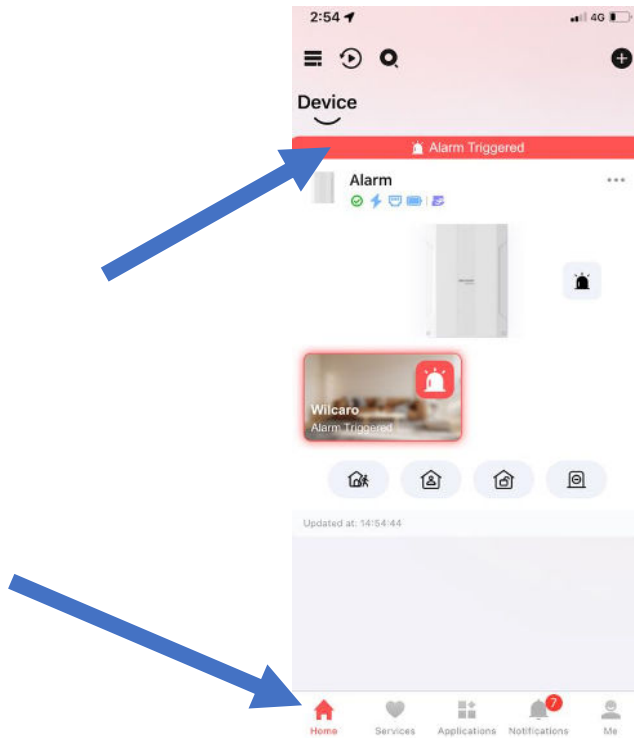 2:54
4G
Device
Alarm Triggered
Alarm
Wilcaro
Alarm Triggered
Updated at: 14:54:44
7
Home Services Applications Notifications Me